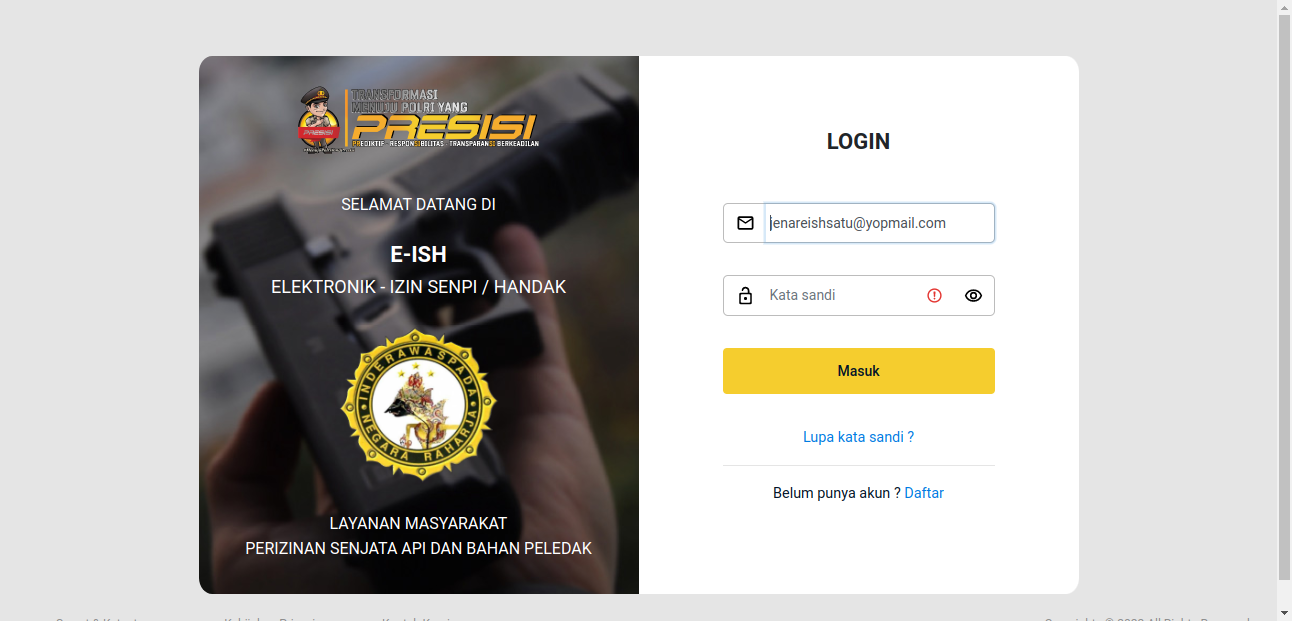 TRANSFORMASI
MENUJU POLRI YANG
PRESISI
PREDIKTIF - RESPONSIBILITAS - TRANSPARANSI BERKEADILAN
PRESISI
SELAMAT DATANG DI
E-ISH
ELEKTRONIK - IZIN SENPI / HANDAK
INDERAWASPADA
NEGARA RAHARJA
LAYANAN MASYARAKAT
PERIZINAN SENJATA API DAN BAHAN PELEDAK
LOGIN
jenareishsatu@yopmail.com
Kata sandi
Masuk
Lupa kata sandi ?
Belum punya akun ? Daftar